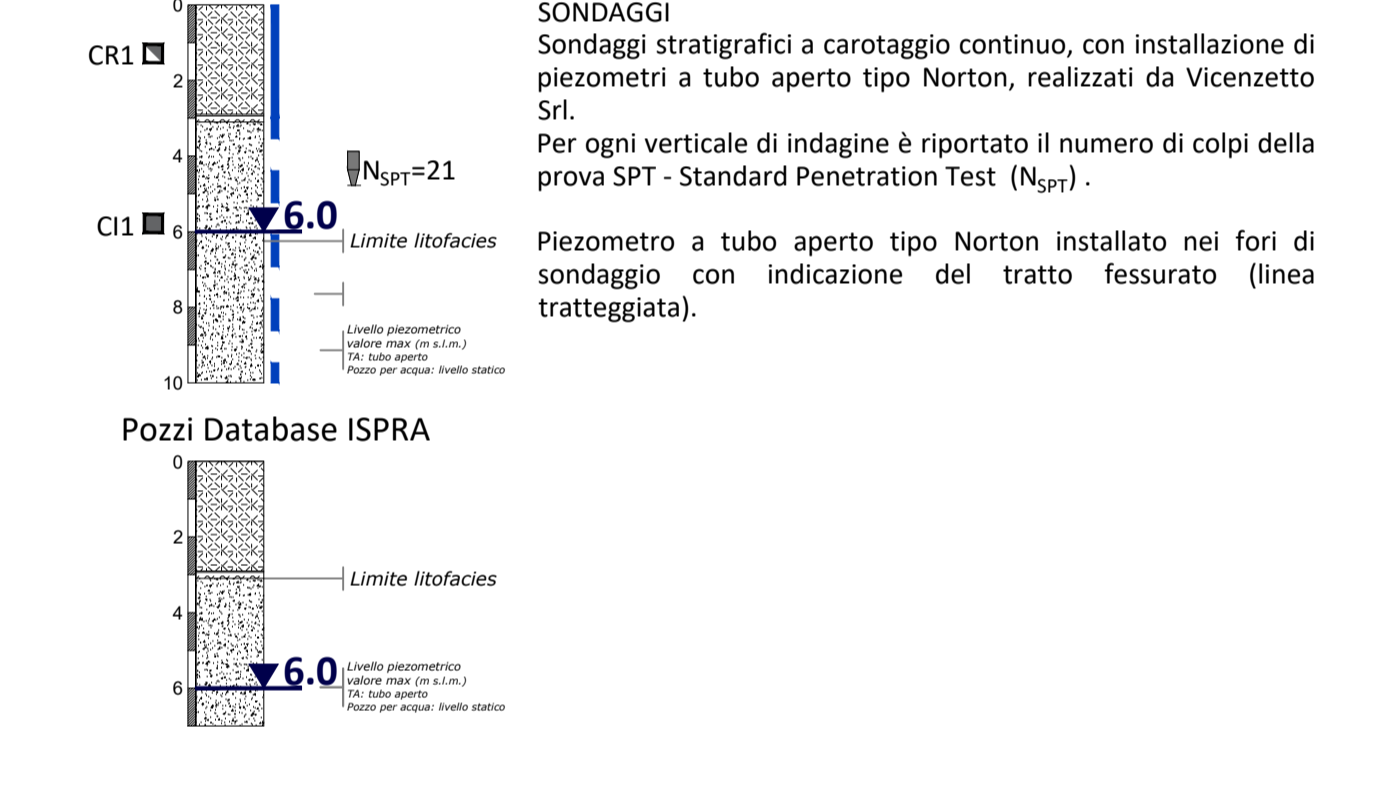 0
CR1
2
4
NSPT=21
CI1
6
6.0
Limite litofacies
8
Livello piezometrico
valore max (m s.l.m.)
TA: tubo aperto
Pozzo per acqua: livello statico
10
SONDAGGI
Sondaggi stratigrafici a carotaggio continuo, con installazione di
piezometri a tubo aperto tipo Norton, realizzati da Vicenzetto
Srl.
Per ogni verticale di indagine è riportato il numero di colpi della
prova SPT - Standard Penetration Test (NSPT) .
Piezometro a tubo aperto tipo Norton installato nei fori di
sondaggio con indicazione del tratto fessurato (linea
tratteggiata).
Pozzi Database ISPRA
0
2
Limite litofacies
4
6
6.0
Livello piezometrico
valore max (m s.l.m.)
TA: tubo aperto
Pozzo per acqua: livello statico